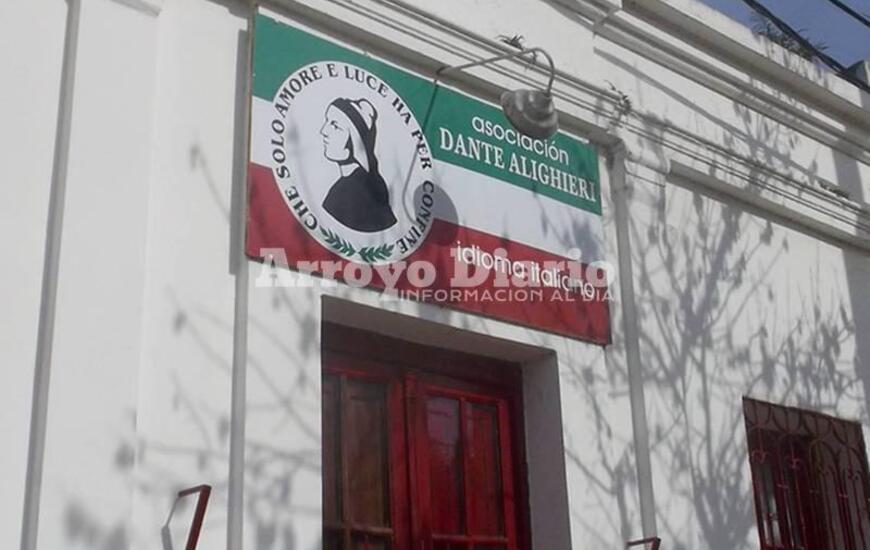 CHE SOLO AMORE E LUCE HA PER CONFINE
asociación
DANTE ALIGHIERI
idioma italiano
Arroyo Diario
INFORMACION AL DIA